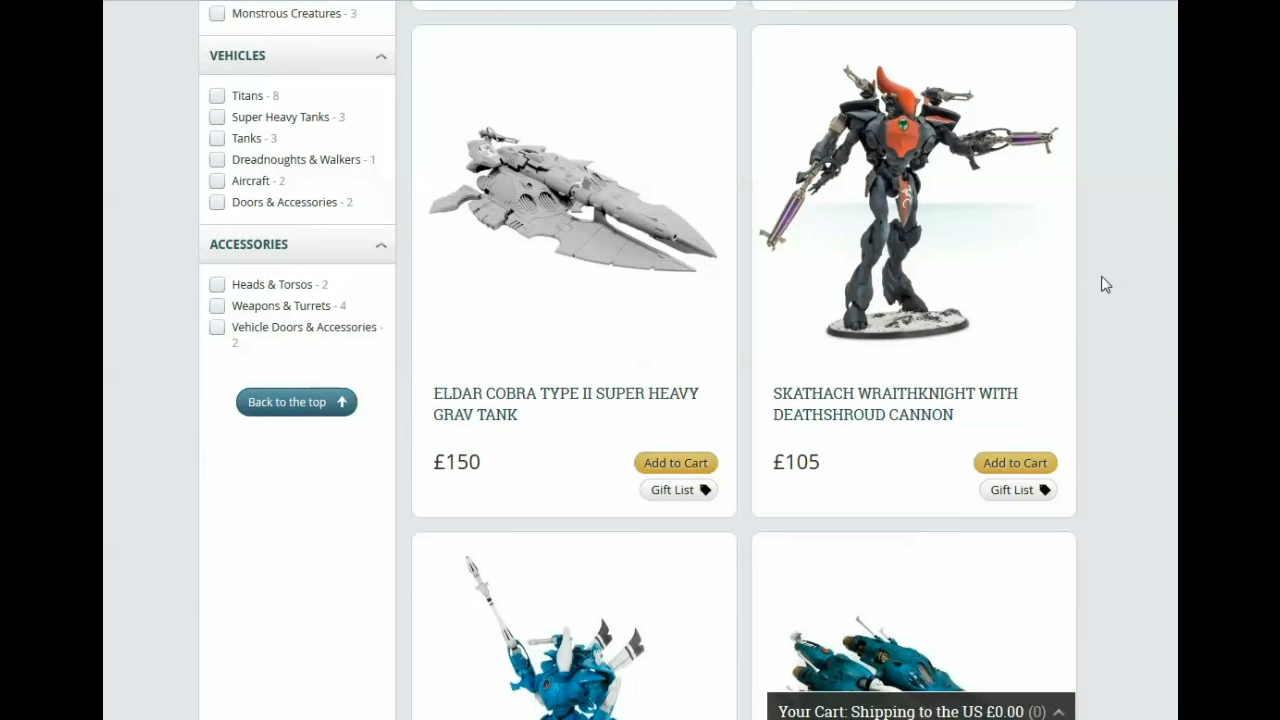 Monstrous Creatures - 3
VEHICLES
Titans - 8
Super Heavy Tanks - 3
Tanks - 3
Dreadnoughts & Walkers - 1
Aircraft - 2
Doors & Accessories - 2
ACCESSORIES
Heads & Torsos - 2
Weapons & Turrets - 4
Vehicle Doors & Accessories -
2
Back to the top
ELDAR COBRA TYPE II SUPER HEAVY
GRAV TANK
£150
Add to Cart
Gift List
SKATHACH WRAITHKNIGHT WITH
DEATHSHROUD CANNON
£105
Add to Cart
Gift List
Your Cart: Shipping to the US £0.00 (0)